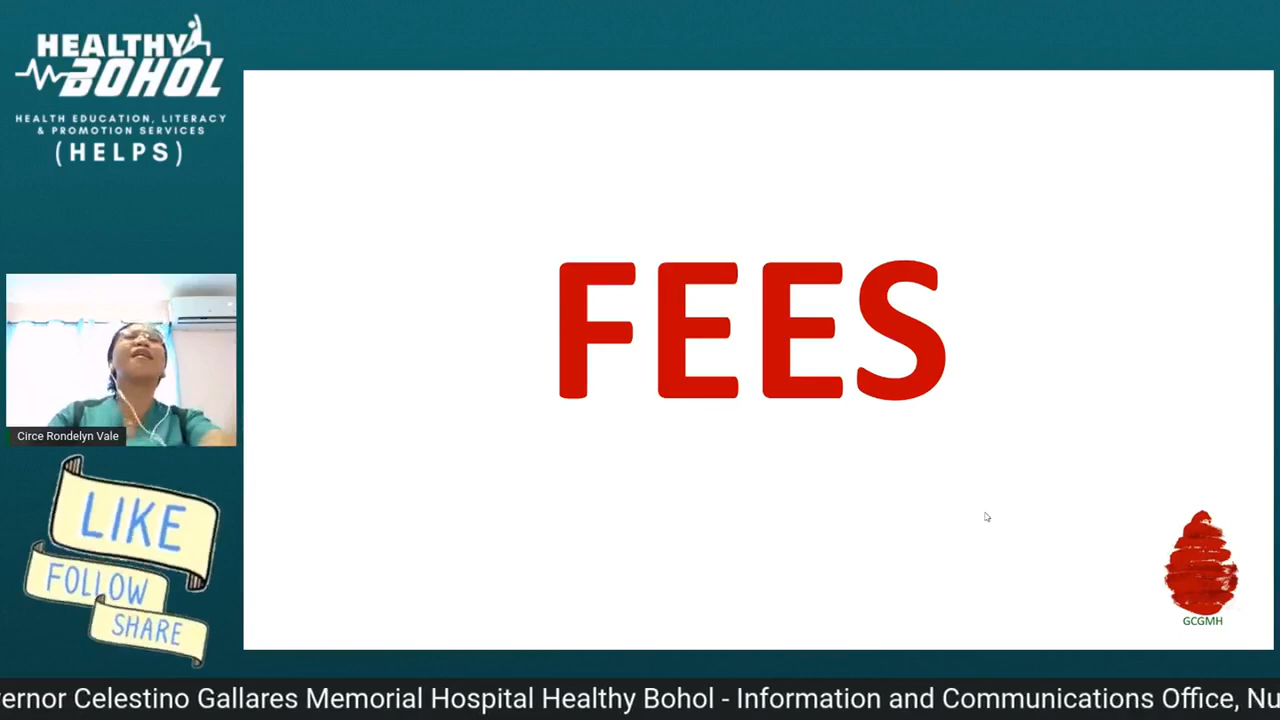 HEALTHY
BOHOL
HEALTH EDUCATION, LITERACY
& PROMOTION SERVICES
(HELPS)
FEES
Circe Rondelyn Vale
LIKE
FOLLOW
SHARE
GCGMH
vernor Celestino Gallares Memorial Hospital Healthy Bohol - Information and Communications Office, Nu